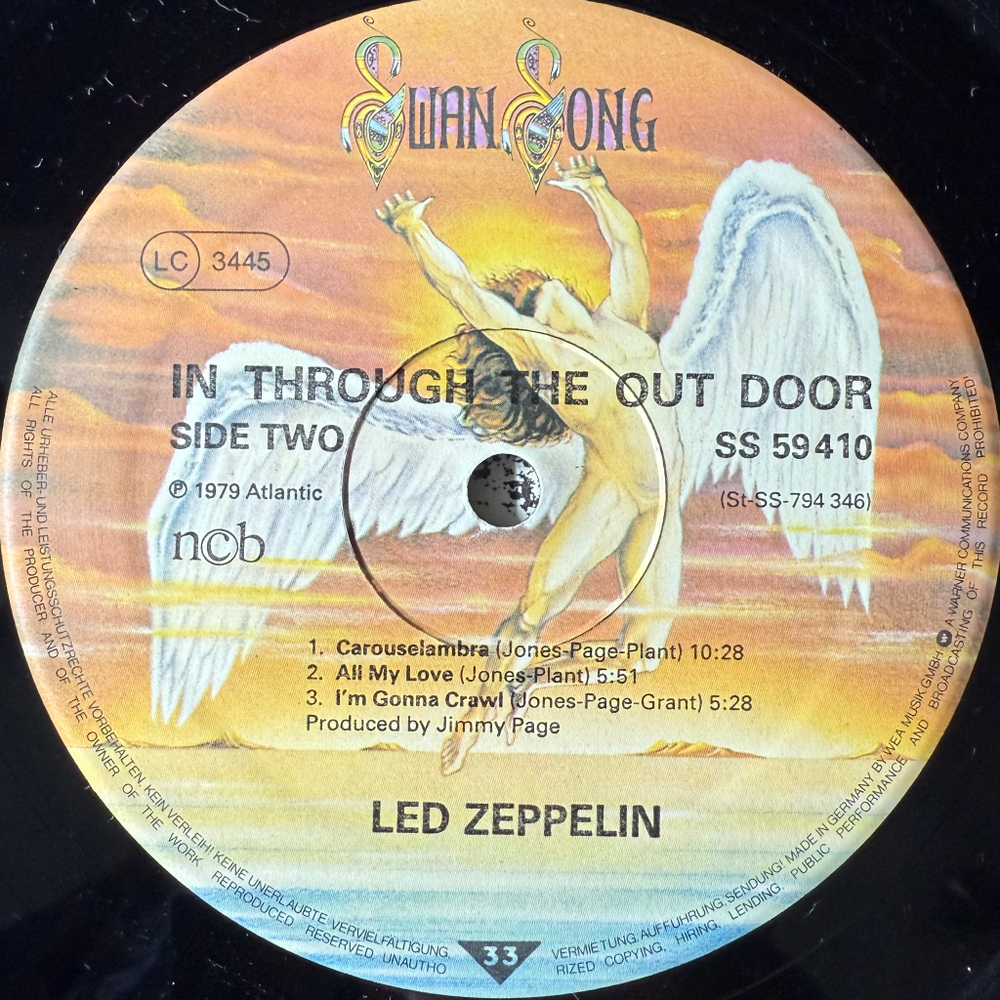 SWAN SONG
LC 3445
IN THROUGH THE OUT DOOR
SIDE TWO
SS 59410
℗ 1979 Atlantic
(St-SS-794 346)
n©b
1. Carouselambra (Jones-Page-Plant) 10:28
2. All My Love (Jones-Plant) 5:51
3. I'm Gonna Crawl (Jones-Page-Grant) 5:28
Produced by Jimmy Page
LED ZEPPELIN
ALLE URHEBER- UND LEISTUNGSSCHUTZRECHTE VORBEHALTEN. KEIN VERLEIH! KEINE UNERLAUBTE VERVIELFÄLTIGUNG, VERMIETUNG, AUFFÜHRUNG, SENDUNG! MADE IN GERMANY BY WEA MUSIK GMBH A WARNER COMMUNICATIONS COMPANY
ALL RIGHTS OF THE PRODUCER AND OF THE OWNER OF THE WORK REPRODUCED RESERVED. UNAUTHORIZED COPYING, HIRING, LENDING, PUBLIC PERFORMANCE AND BROADCASTING OF THIS RECORD PROHIBITED!
33